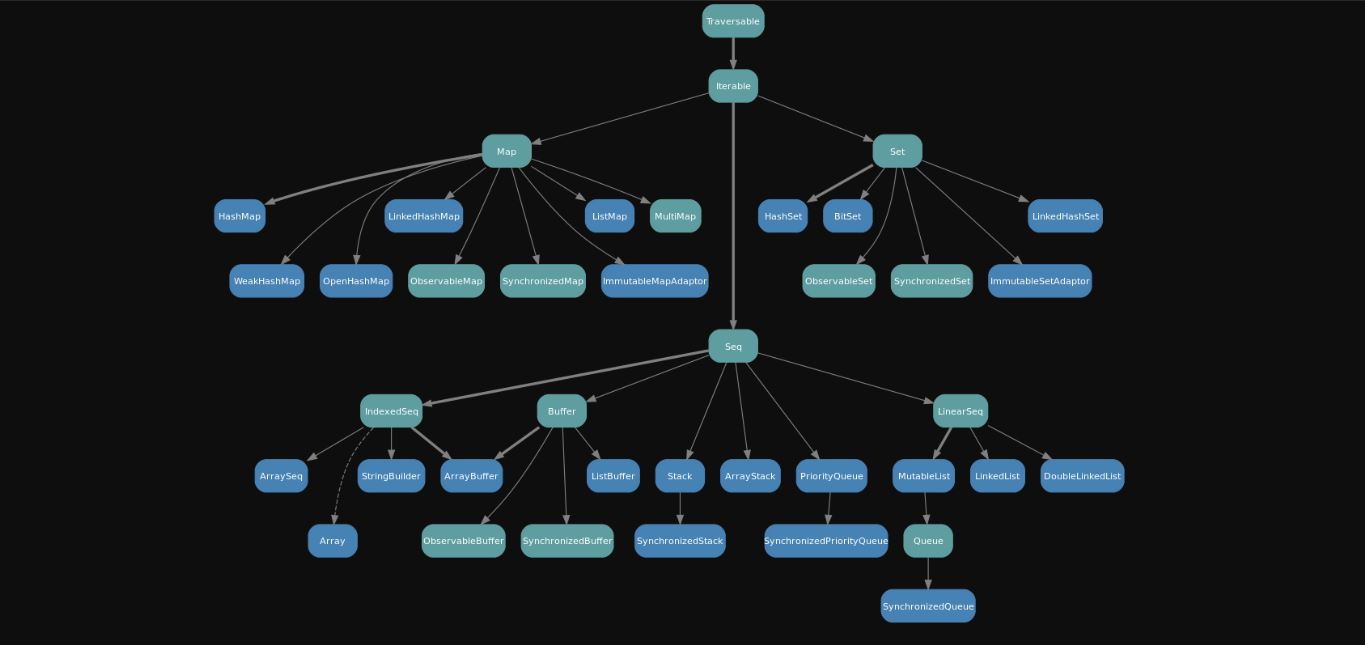 Traversable
Iterable
Map
Set
HashMap
LinkedHashMap
ListMap
MultiMap
HashSet
BitSet
LinkedHashSet
WeakHashMap
OpenHashMap
ObservableMap
SynchronizedMap
ImmutableMapAdaptor
ObservableSet
SynchronizedSet
ImmutableSetAdaptor
Seq
IndexedSeq
Buffer
LinearSeq
ArraySeq
StringBuilder
ArrayBuffer
ListBuffer
Stack
ArrayStack
PriorityQueue
MutableList
LinkedList
DoubleLinkedList
Array
ObservableBuffer
SynchronizedBuffer
SynchronizedStack
SynchronizedPriorityQueue
Queue
SynchronizedQueue